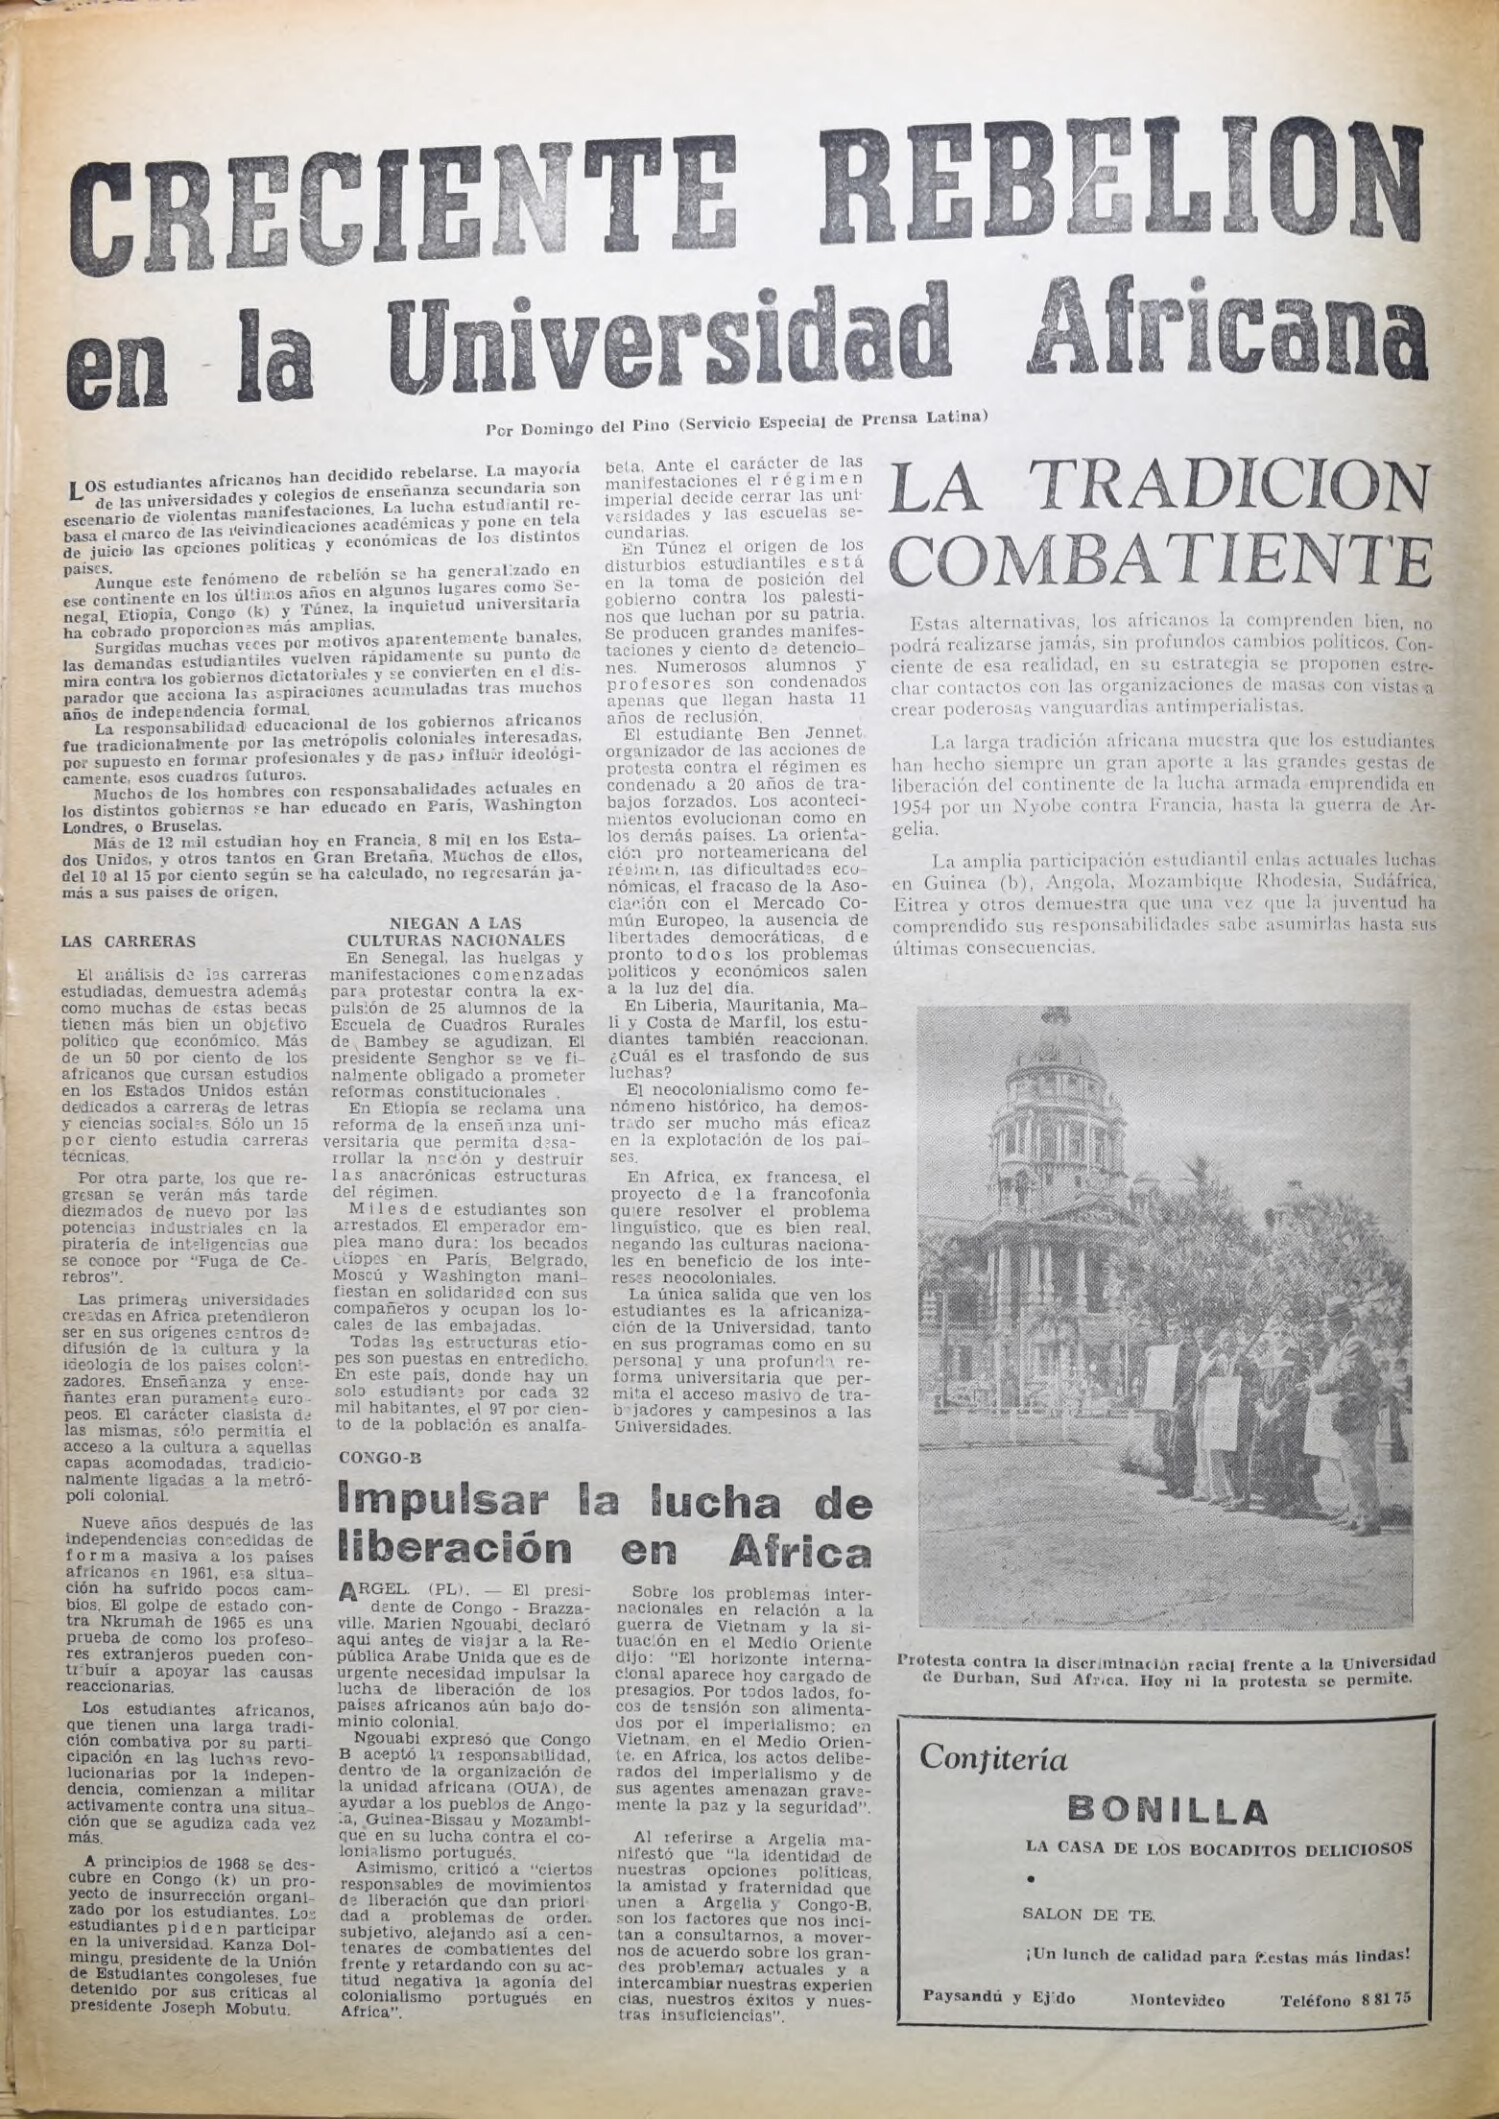 CRECIENTE REBELION
en la Universidad Africana
Por Domingo del Pino (Servicio Especial de Prensa Latina)
LOS estudiantes africanos han decidido rebelarse. La mayoría
de las universidades y colegios de enseñanza secundaria son
escenario de violentas manifestaciones. La lucha estudiantil re-
basa el marco de las reivindicaciones académicas y pone en tela
de juicio las opciones políticas y económicas de los distintos
países.
Aunque este fenómeno de rebelión se ha generalizado en
ese continente en los últimos años en algunos lugares como Se-
negal, Etiopía, Congo (k) y Túnez, la inquietud universitaria
ha cobrado proporciones más amplias.
Surgidas muchas veces por motivos aparentemente banales,
las demandas estudiantiles vuelven rápidamente su punto de
mira contra los gobiernos dictatoriales y se convierten en el dis-
parador que acciona las aspiraciones acumuladas tras muchos
años de independencia formal.
La responsabilidad educacional de los gobiernos africanos
fue tradicionalmente por las metrópolis coloniales interesadas,
por supuesto en formar profesionales y de paso influir ideológi-
camente, esos cuadros futuros.
Muchos de los hombres con responsabalidades actuales en
los distintos gobiernos se han educado en París, Washington
Londres, o Bruselas.
Más de 12 mil estudian hoy en Francia, 8 mil en los Esta-
dos Unidos, y otros tantos en Gran Bretaña. Muchos de ellos,
del 10 al 15 por ciento según se ha calculado, no regresarán ja-
más a sus países de origen.
LAS CARRERAS
El análisis de las carreras
estudiadas, demuestra además
como muchas de estas becas
tienen más bien un objetivo
político que económico. Más
de un 50 por ciento de los
africanos que cursan estudios
en los Estados Unidos están
dedicados a carreras de letras
y ciencias sociales. Sólo un 15
por ciento estudia carreras
técnicas.
Por otra parte, los que re-
gresan se verán más tarde
diezmados de nuevo por las
potencias industriales en la
piratería de inteligencias que
se conoce por "Fuga de Ce-
rebros".
Las primeras universidades
creadas en Africa pretendieron
ser en sus orígenes centros de
difusión de la cultura y la
ideología de los países coloni-
zadores. Enseñanza y ense-
ñantes eran puramente euro-
peos. El carácter clasista de
las mismas, sólo permitía el
acceso a la cultura a aquellas
capas acomodadas, tradicio-
nalmente ligadas a la metró-
poli colonial.
Nueve años después de las
independencias concedidas de
forma masiva a los países
africanos en 1961, esa situa-
ción ha sufrido pocos cam-
bios. El golpe de estado con-
tra Nkrumah de 1965 es una
prueba de como los profeso-
res extranjeros pueden con-
tribuir a apoyar las causas
reaccionarias.
Los estudiantes africanos,
que tienen una larga tradi-
ción combativa por su parti-
cipación en las luchas revo-
lucionarias por la indepen-
dencia, comienzan a militar
activamente contra una situa-
ción que se agudiza cada vez
más.
A principios de 1968 se des-
cubre en Congo (k) un pro-
yecto de insurrección organi-
zado por los estudiantes. Los
estudiantes piden participar
en la universidad. Kanza Dol-
mingu, presidente de la Unión
de Estudiantes congoleses, fue
detenido por sus críticas al
presidente Joseph Mobutu.
NIEGAN A LAS
CULTURAS NACIONALES
En Senegal, las huelgas y
manifestaciones comenzadas
para protestar contra la ex-
pulsión de 25 alumnos de la
Escuela de Cuadros Rurales
de Bambey se agudizan. El
presidente Senghor se ve fi-
nalmente obligado a prometer
reformas constitucionales .
En Etiopía se reclama una
reforma de la enseñanza uni-
versitaria que permita desa-
rrollar la nación y destruir
las anacrónicas estructuras
del régimen.
Miles de estudiantes son
arrestados. El emperador em-
plea mano dura; los becados
etíopes en París, Belgrado,
Moscú y Washington mani-
fiestan en solidaridad con sus
compañeros y ocupan los lo-
cales de las embajadas.
Todas las estructuras etío-
pes son puestas en entredicho.
En este país, donde hay un
solo estudiante por cada 32
mil habitantes, el 97 por cien-
to de la población es analfa-
beta. Ante el carácter de las
manifestaciones el régimen
imperial decide cerrar las uni-
versidades y las escuelas se-
cundarias.
En Túnez el origen de los
disturbios estudiantiles está
en la toma de posición del
gobierno contra los palesti-
nos que luchan por su patria.
Se producen grandes manifes-
taciones y ciento de detencio-
nes. Numerosos alumnos y
profesores son condenados
apenas que llegan hasta 11
años de reclusión.
El estudiante Ben Jennet
organizador de las acciones de
protesta contra el régimen es
condenado a 20 años de tra-
bajos forzados. Los aconteci-
mientos evolucionan como en
los demás países. La orienta-
ción pro norteamericana del
régimen, las dificultades eco-
nómicas, el fracaso de la Aso-
ciación con el Mercado Co-
mún Europeo, la ausencia de
libertades democráticas, de
pronto todos los problemas
políticos y económicos salen
a la luz del día.
En Liberia, Mauritania, Ma-
lí y Costa de Marfil, los estu-
diantes también reaccionan.
¿Cuál es el trasfondo de sus
luchas?
El neocolonialismo como fe-
nómeno histórico, ha demos-
trado ser mucho más eficaz
en la explotación de los paí-
ses.
En Africa, ex francesa, el
proyecto de la francofonía
quiere resolver el problema
lingüístico, que es bien real,
negando las culturas naciona-
les en beneficio de los inte-
reses neocoloniales.
La única salida que ven los
estudiantes es la africaniza-
ción de la Universidad, tanto
en sus programas como en su
personal y una profunda re-
forma universitaria que per-
mita el acceso masivo de tra-
bajadores y campesinos a las
Universidades.
CONGO-B
Impulsar la lucha de
liberación en Africa
ARGEL. (PL). — El presi-
dente de Congo - Brazza-
ville, Marien Ngouabi, declaró
aquí antes de viajar a la Re-
pública Arabe Unida que es de
urgente necesidad impulsar la
lucha de liberación de los
países africanos aún bajo do-
minio colonial.
Ngouabi expresó que Congo
B aceptó la responsabilidad,
dentro de la organización de
la unidad africana (OUA), de
ayudar a los pueblos de Ango-
la, Guinea-Bissau y Mozambi-
que en su lucha contra el co-
lonialismo portugués.
Asimismo, criticó a "ciertos
responsables de movimientos
de liberación que dan priori
dad a problemas de orden
subjetivo, alejando así a cen-
tenares de combatientes del
frente y retardando con su ac-
titud negativa la agonía del
colonialismo portugués en
Africa".
Sobre los problemas inter-
nacionales en relación a la
guerra de Vietnam y la si-
tuación en el Medio Oriente
dijo: "El horizonte interna-
cional aparece hoy cargado de
presagios. Por todos lados, fo-
cos de tensión son alimenta-
dos por el imperialismo; en
Vietnam, en el Medio Orien-
te, en Africa, los actos delibe-
rados del imperialismo y de
sus agentes amenazan grave-
mente la paz y la seguridad".
Al referirse a Argelia ma-
nifestó que "la identidad de
nuestras opciones políticas,
la amistad y fraternidad que
unen a Argelia y Congo-B,
son los factores que nos inci-
tan a consultarnos, a mover-
nos de acuerdo sobre los gran-
des problemas actuales y a
intercambiar nuestras experien
cias, nuestros éxitos y nues-
tras insuficiencias".
LA TRADICION
COMBATIENTE
Estas alternativas, los africanos la comprenden bien, no
podrá realizarse jamás, sin profundos cambios políticos. Con-
ciente de esa realidad, en su estrategia se proponen estre-
char contactos con las organizaciones de masas con vistas a
crear poderosas vanguardias antimperialistas.
La larga tradición africana muestra que los estudiantes
han hecho siempre un gran aporte a las grandes gestas de
liberación del continente de la lucha armada emprendida en
1954 por un Nyobe contra Francia, hasta la guerra de Ar-
gelia.
La amplia participación estudiantil enlas actuales luchas
en Guinea (b), Angola, Mozambique Rhodesia, Sudáfrica,
Eitrea y otros demuestra que una vez que la juventud ha
comprendido sus responsabilidades sabe asumirlas hasta sus
últimas consecuencias.
Protesta contra la discriminación racial frente a la Universidad
de Durban, Sud Africa. Hoy ni la protesta se permite.
Confitería
BONILLA
LA CASA DE LOS BOCADITOS DELICIOSOS
•
SALON DE TE.
¡Un lunch de calidad para fiestas más lindas!
Paysandú y Ejido Montevideo Teléfono 8 81 75